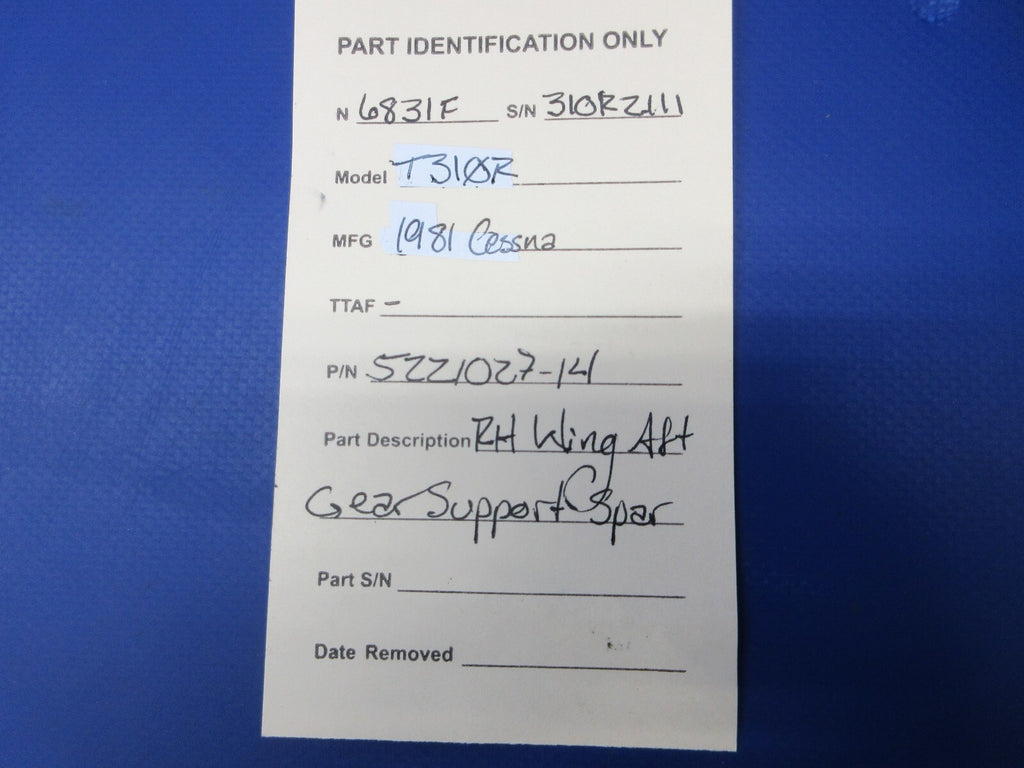 PART IDENTIFICATION ONLY
N 6831F S/N 310R2111
Model T310R
MFG 1981 Cessna
TTAF -
P/N 5221027-14
Part Description RH Wing Aft
Gear Support Spar
Part S/N
Date Removed